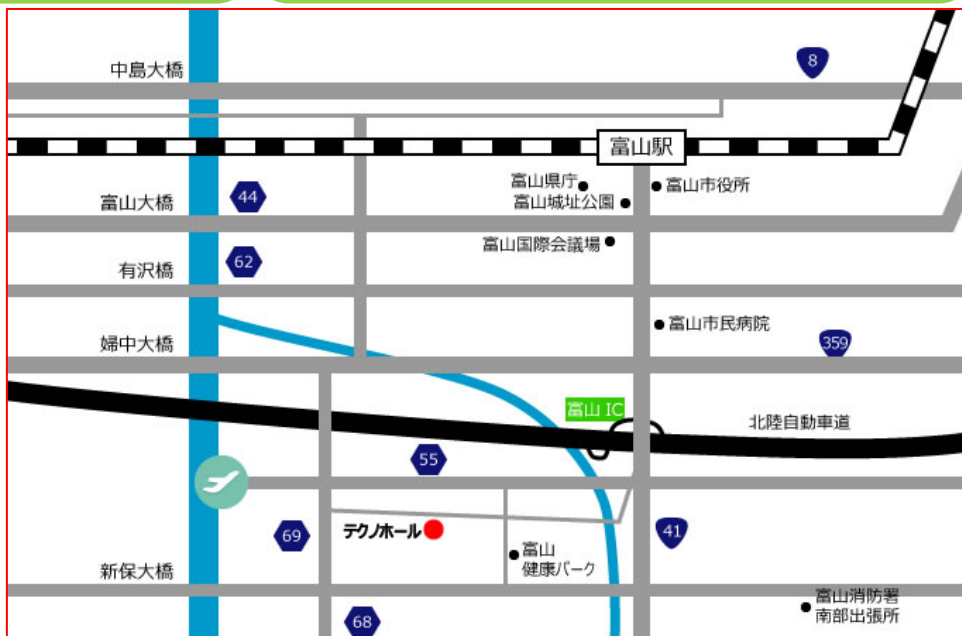 中島大橋
8
富山駅
富山県庁
富山市役所
44
富山大橋
富山城址公園
富山国際会議場
62
有沢橋
富山市民病院
婦中大橋
359
富山 IC
北陸自動車道
55
69
テクノホール
41
富山
健康パーク
新保大橋
富山消防署
南部出張所
68